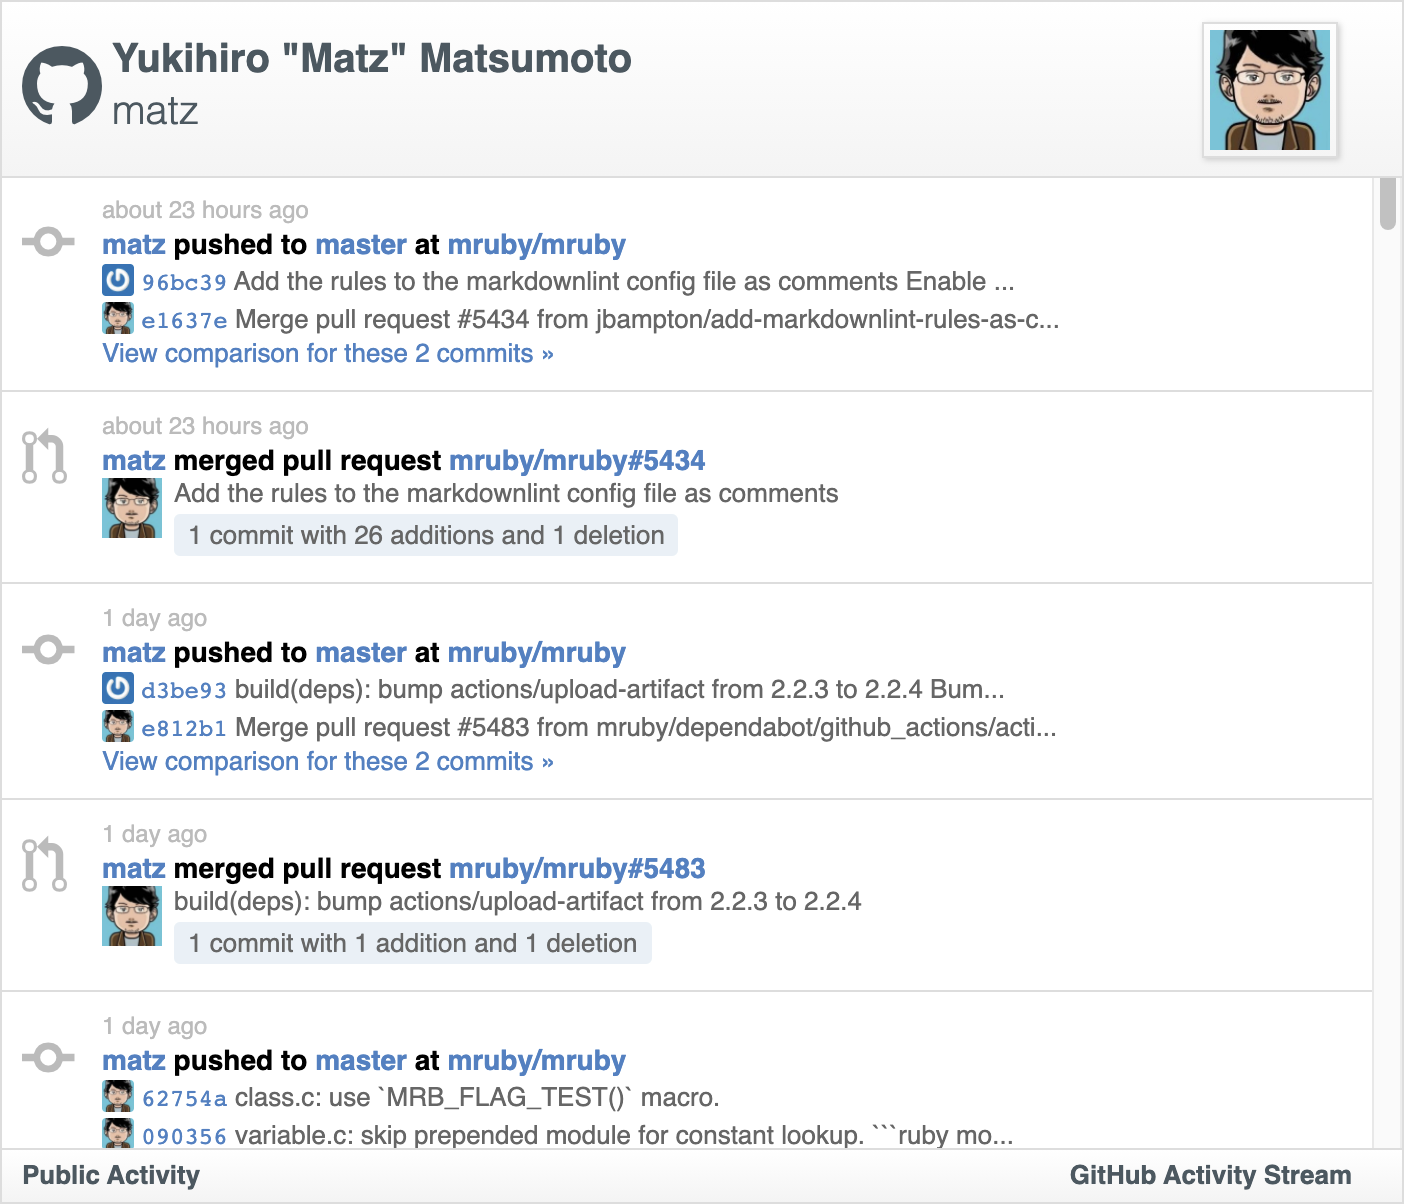 Yukihiro "Matz" Matsumoto
matz
about 23 hours ago
matz pushed to master at mruby/mruby
96bc39 Add the rules to the markdownlint config file as comments Enable ...
e1637e Merge pull request #5434 from jbampton/add-markdownlint-rules-as-c...
View comparison for these 2 commits »
about 23 hours ago
matz merged pull request mruby/mruby#5434
Add the rules to the markdownlint config file as comments
1 commit with 26 additions and 1 deletion
1 day ago
matz pushed to master at mruby/mruby
d3be93 build(deps): bump actions/upload-artifact from 2.2.3 to 2.2.4 Bum...
e812b1 Merge pull request #5483 from mruby/dependabot/github_actions/acti...
View comparison for these 2 commits »
1 day ago
matz merged pull request mruby/mruby#5483
build(deps): bump actions/upload-artifact from 2.2.3 to 2.2.4
1 commit with 1 addition and 1 deletion
1 day ago
matz pushed to master at mruby/mruby
62754a class.c: use `MRB_FLAG_TEST()` macro.
090356 variable.c: skip prepended module for constant lookup. ```ruby mo...
Public Activity
GitHub Activity Stream